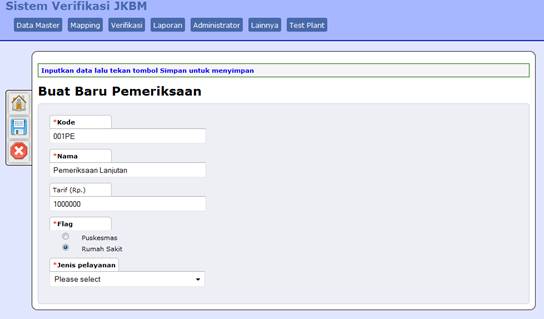 Sistem Verifikasi JKBM
Data Master Mapping Verifikasi Laporan Administrator Lainnya Test Plant
Inputkan data lalu tekan tombol Simpan untuk menyimpan
Buat Baru Pemeriksaan
*Kode
001PE
*Nama
Pemeriksaan Lanjutan
Tarif (Rp.)
1000000
*Flag
Puskesmas
Rumah Sakit
*Jenis pelayanan
Please select